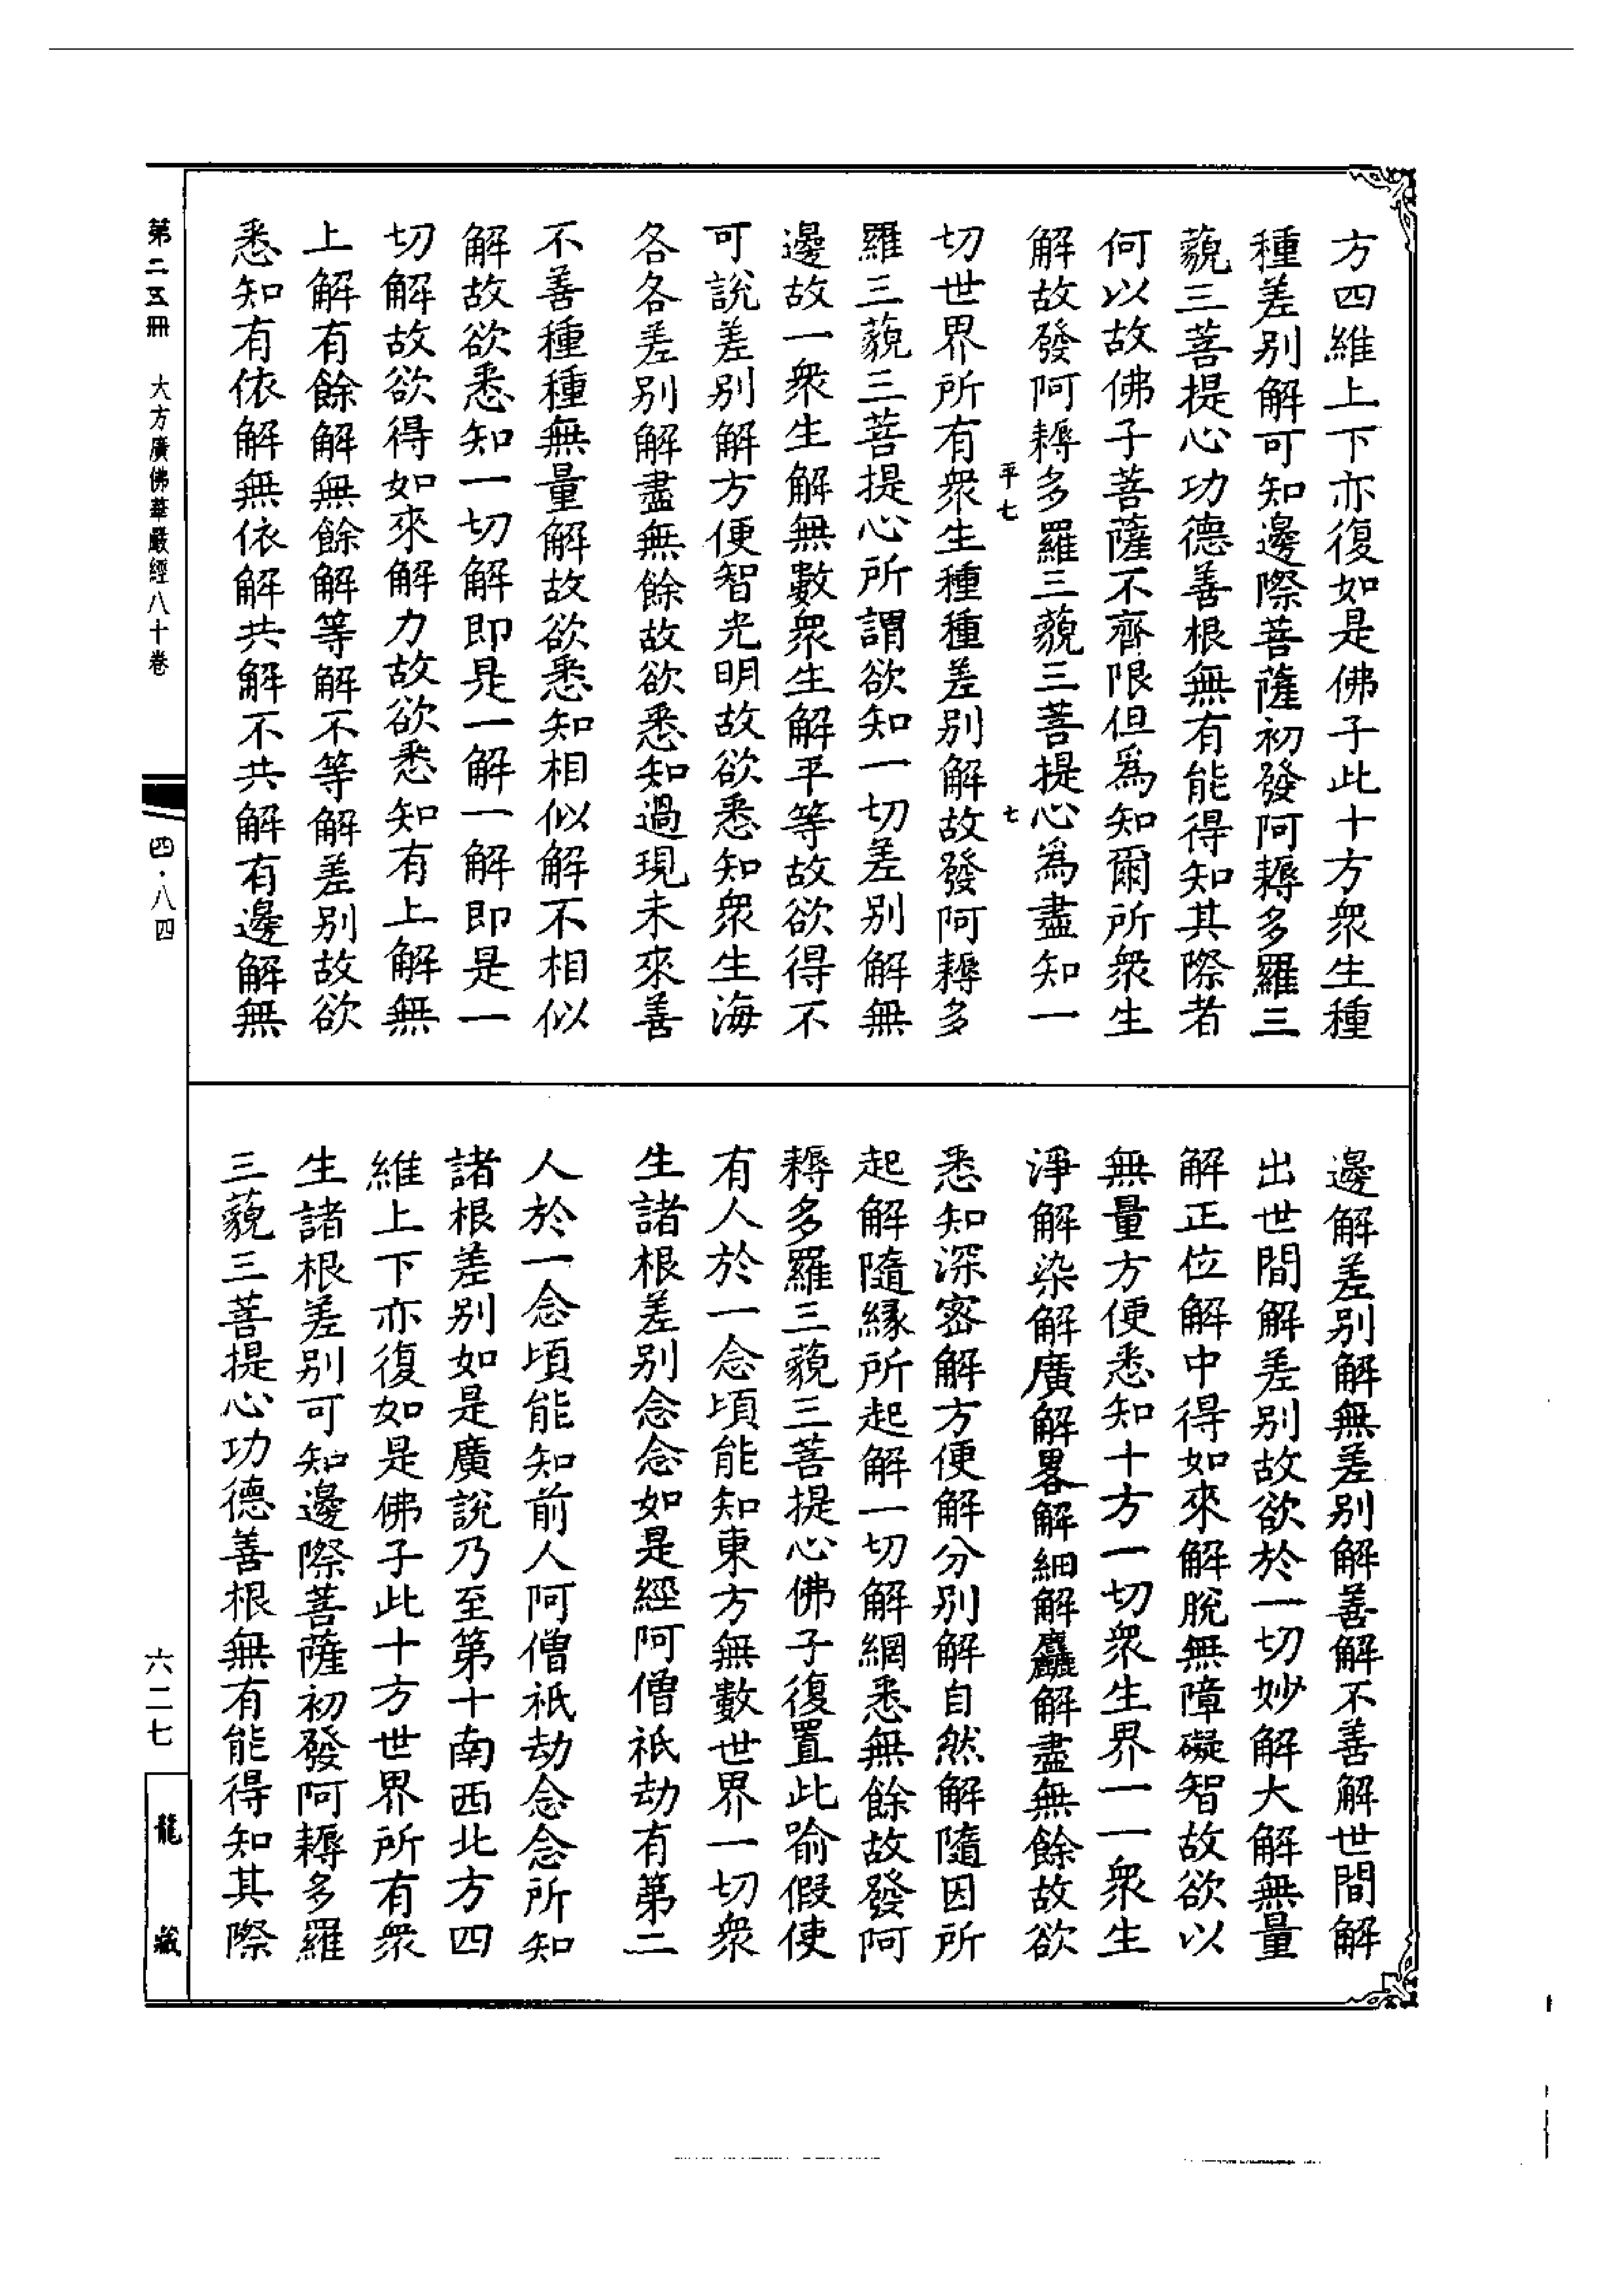 方四維上下亦復如是佛子此十方衆生種
種差别解可知邊際菩薩初發阿耨多羅三
藐三菩提心功德善根無有能得知其際者
何以故佛子菩薩不齊限但爲知爾所衆生
解故發阿耨多羅三藐三菩提心爲盡知一
平七
七
切世界所有衆生種種差别解故發阿耨多
羅三藐三菩提心所謂欲知一切差别解無
邊故一衆生解無數衆生解平等故欲得不
可說差别解方便智光明故欲悉知衆生海
各各差别解盡無餘故欲悉知過現未來善
不善種種無量解故欲悉知相似解不相似
解故欲悉知一切解即是一解一解即是一
切解故欲得如來解力故欲悉知有上解無
上解有餘解無餘解等解不等解差别故欲
悉知有依解無依解共解不共解有邊解無
邊解差别解無差别解善解不善解世間解
出世間解差别故欲於一切妙解大解無量
解正位解中得如來解脫無障礙智故欲以
無量方便悉知十方一切衆生界一一衆生
淨解染解廣解畧解細解麤解盡無餘故欲
悉知深密解方便解分别解自然解隨因所
起解隨緣所起解一切解網悉無餘故發阿
耨多羅三藐三菩提心佛子復置此喻假使
有人於一念頃能知東方無數世界一切衆
生諸根差别念念如是經阿僧祇劫有第二
人於一念頃能知前人阿僧祇劫念念所知
諸根差别如是廣說乃至第十南西北方四
維上下亦復如是佛子此十方世界所有衆
生諸根差别可知邊際菩薩初發阿耨多羅
三藐三菩提心功德善根無有能得知其際
第二五冊 大方廣佛華嚴經八十卷
四·八四
六二七
龍藏